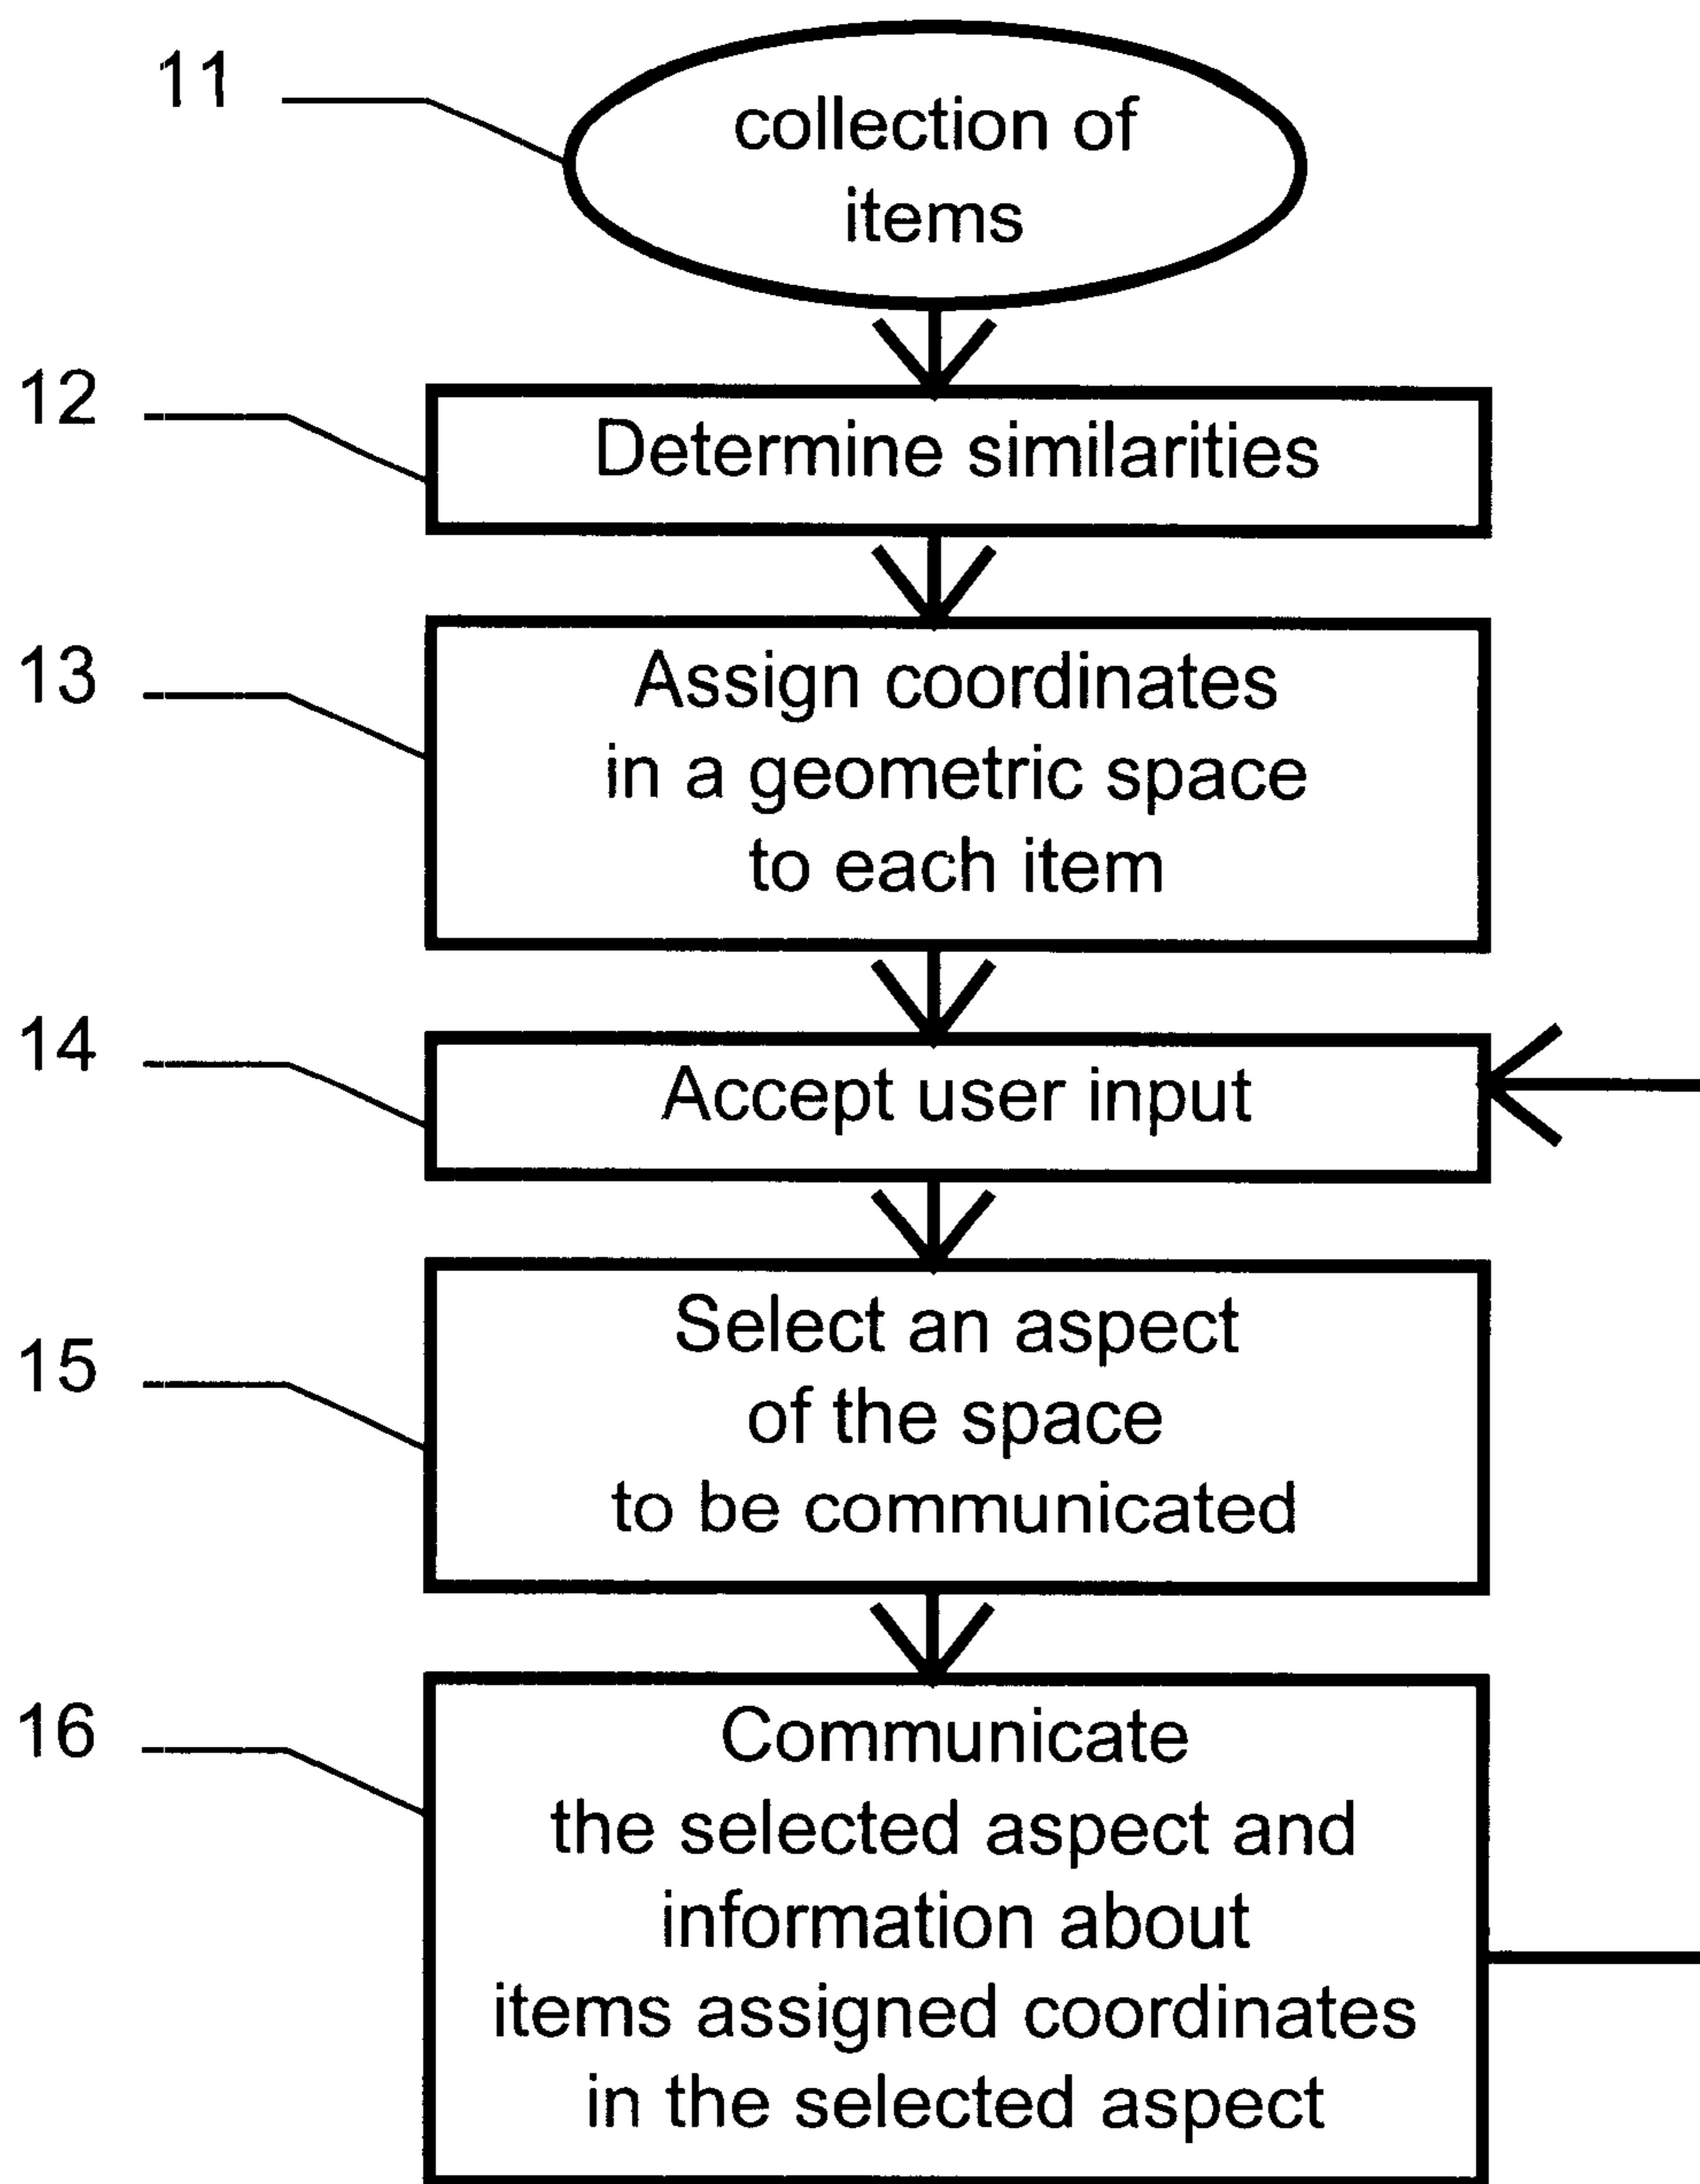 11
collection of
items
12
Determine similarities
13
Assign coordinates
in a geometric space
to each item
14
Accept user input
15
Select an aspect
of the space
to be communicated
16
Communicate
the selected aspect and
information about
items assigned coordinates
in the selected aspect